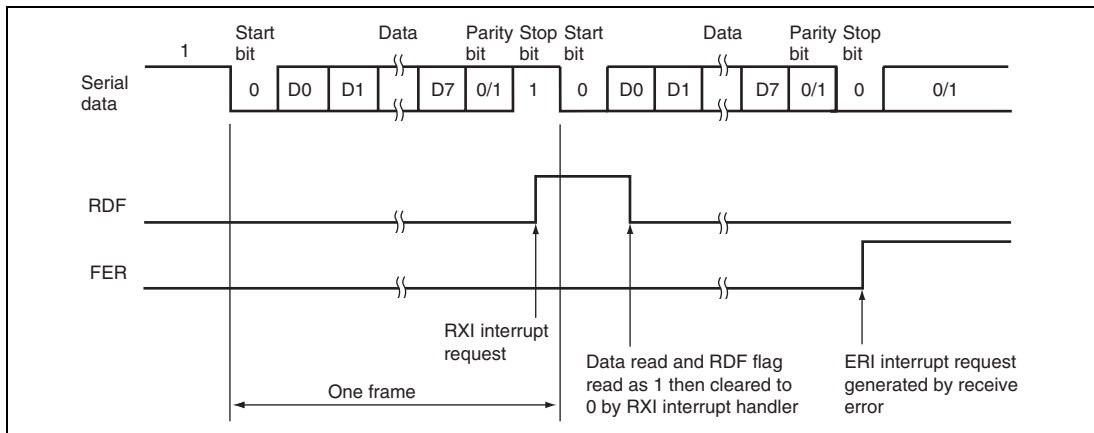 Start bit Data Parity bit Stop bit Start bit Data Parity bit Stop bit
1
Serial data
0 D0 D1 D7 0/1 1 0 D0 D1 D7 0/1 0 0/1
RDF
FER
RXI interrupt
request
Data read and RDF flag
read as 1 then cleared to
0 by RXI interrupt handler
ERI interrupt request
generated by receive
error
One frame